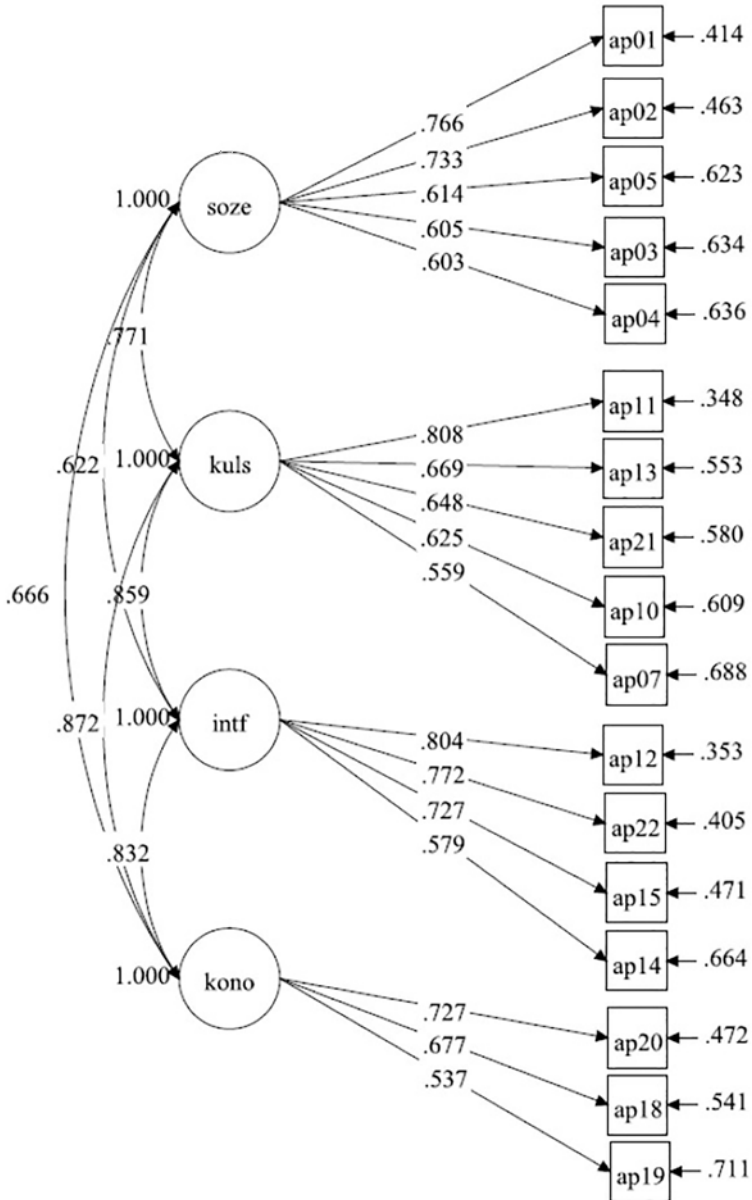 ap01 .414
ap02 .463
.766
.733
ap05 .623
1.000 soze
.614
.605
ap03 .634
.603
ap04 .636
.771
ap11 .348
.808
.622 1.000 kuls
.669
ap13 .553
.648
ap21 .580
.625
.559
.666
.859
ap10 .609
ap07 .688
.872 1.000 intf
.804
ap12 .353
.772
.727
ap22 .405
.579
.832
ap15 .471
ap14 .664
1.000 kono
.727
ap20 .472
.677
.537
ap18 .541
ap19 .711